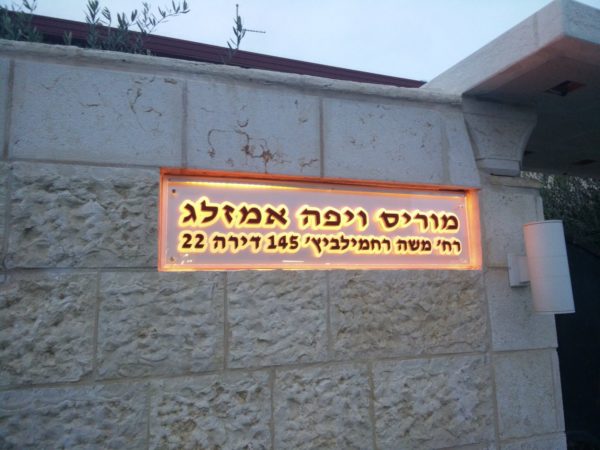 מוריס ויפה אמזלג
רח׳ משה רחמילביץ׳ 145 דירה 22